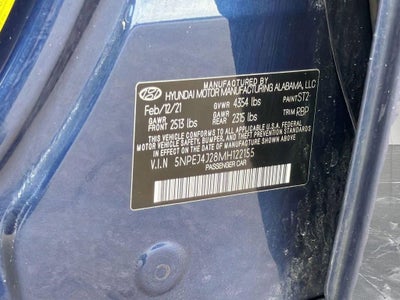 MANUFACTURED BY
HYUNDAI MOTOR MANUFACTURING ALABAMA, LLC
Feb/12/21 GVWR 4354 lbs PAINT ST2
GAWR FRONT 2513 lbs GAWR REAR 2315 lbs TRIM RBP
THIS VEHICLE CONFORMS TO ALL APPLICABLE FEDERAL
MOTOR VEHICLE SAFETY, BUMPER, AND THEFT PREVENTION
STANDARDS IN EFFECT ON THE DATE OF MANUFACTURE
SHOWN ABOVE.
V.I.N 5NPEJ4J28MH122155
PASSENGER CAR